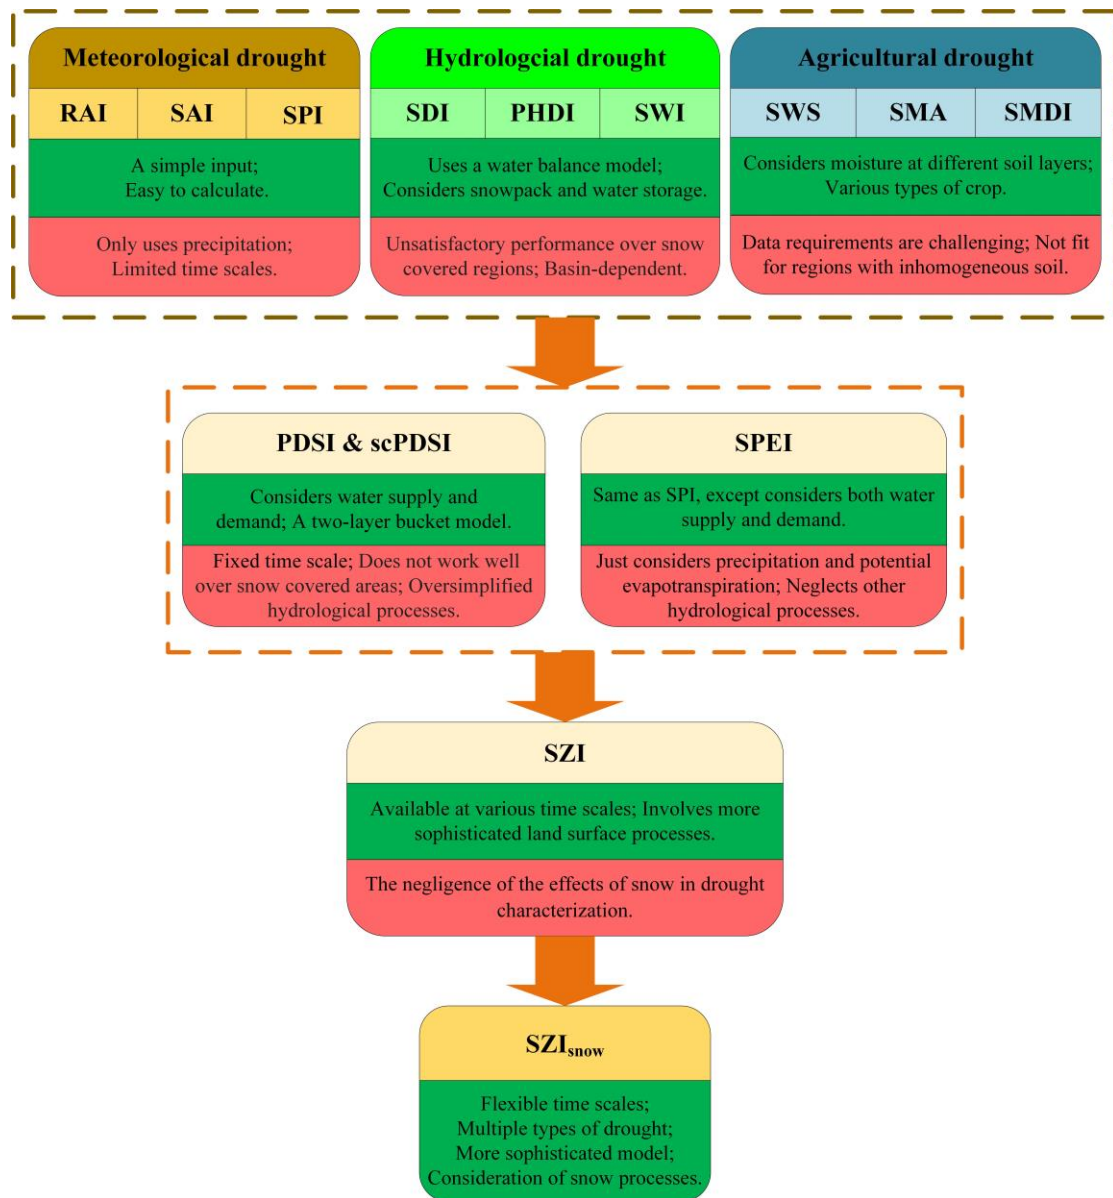 Meteorological drought
RAI SAI SPI
A simple input;
Easy to calculate.
Only uses precipitation;
Limited time scales.
Hydrologcial drought
SDI PHDI SWI
Uses a water balance model;
Considers snowpack and water storage.
Unsatisfactory performance over snow
covered regions; Basin-dependent.
Agricultural drought
SWS SMA SMDI
Considers moisture at different soil layers;
Various types of crop.
Data requirements are challenging; Not fit
for regions with inhomogeneous soil.
PDSI & scPDSI
Considers water supply and
demand; A two-layer bucket model.
Fixed time scale; Does not work well
over snow covered areas; Oversimplified
hydrological processes.
SPEI
Same as SPI, except considers both water
supply and demand.
Just considers precipitation and potential
evapotranspiration; Neglects other
hydrological processes.
SZI
Available at various time scales; Involves more
sophisticated land surface processes.
The negligence of the effects of snow in drought
characterization.
SZIsnow
Flexible time scales;
Multiple types of drought;
More sophisticated model;
Consideration of snow processes.